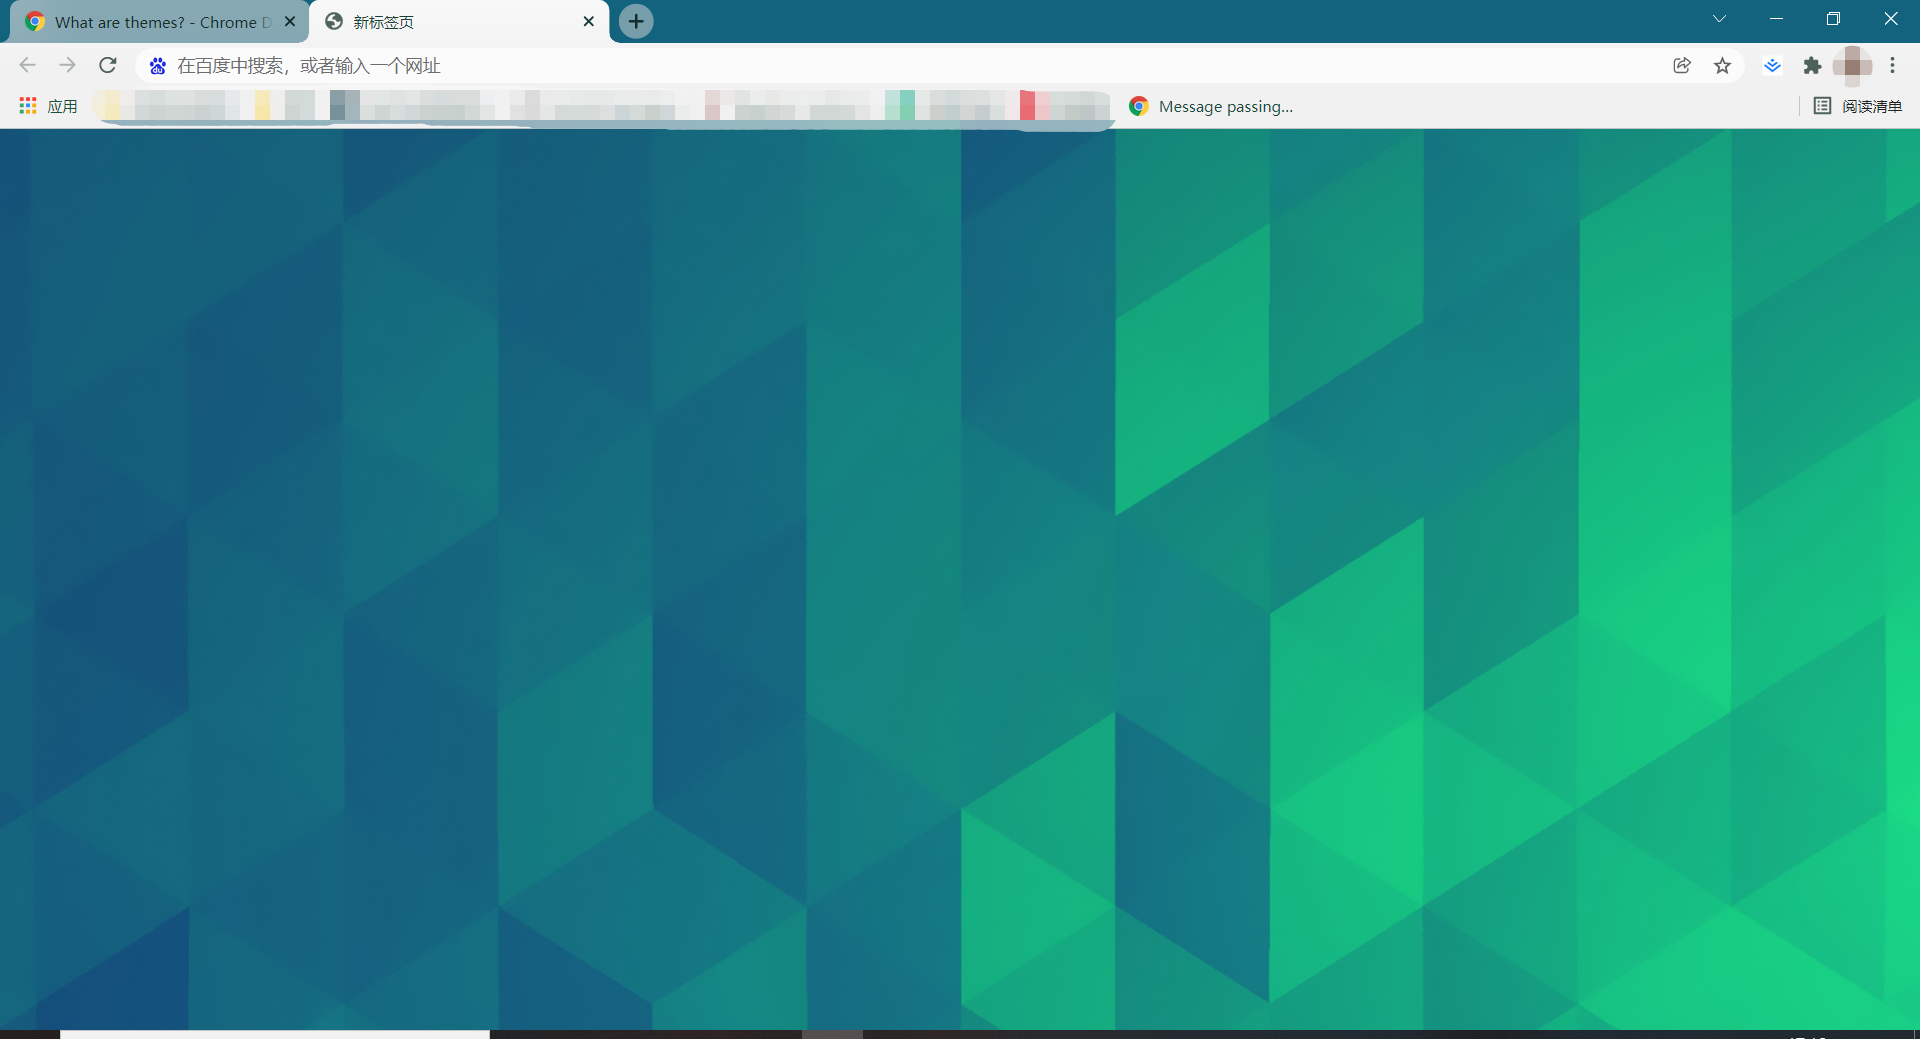 What are themes? - Chrome D
新标签页
在百度中搜索，或者输入一个网址
应用
Message passing...
阅读清单